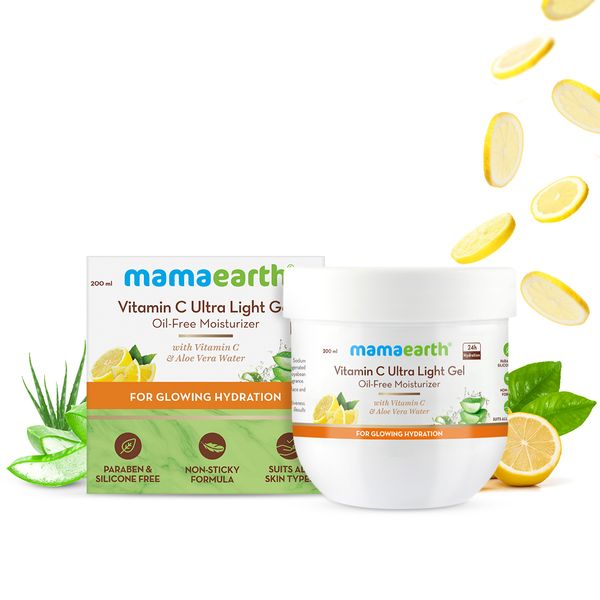 200 ml
mamaearth®
Vitamin C Ultra Light Ge
Oil-Free Moisturizer
with Vitamin C
& Aloe Vera Water
FOR GLOWING HYDRATION
PARABEN &
SILICONE FREE
NON-STICKY
FORMULA
SUITS AL
SKIN TYPE
200 ml
mamaearth®
24h
Hydration
Vitamin C Ultra Light Gel
Oil-Free Moisturizer
with Vitamin C
& Aloe Vera Water
FOR GLOWING HYDRATION